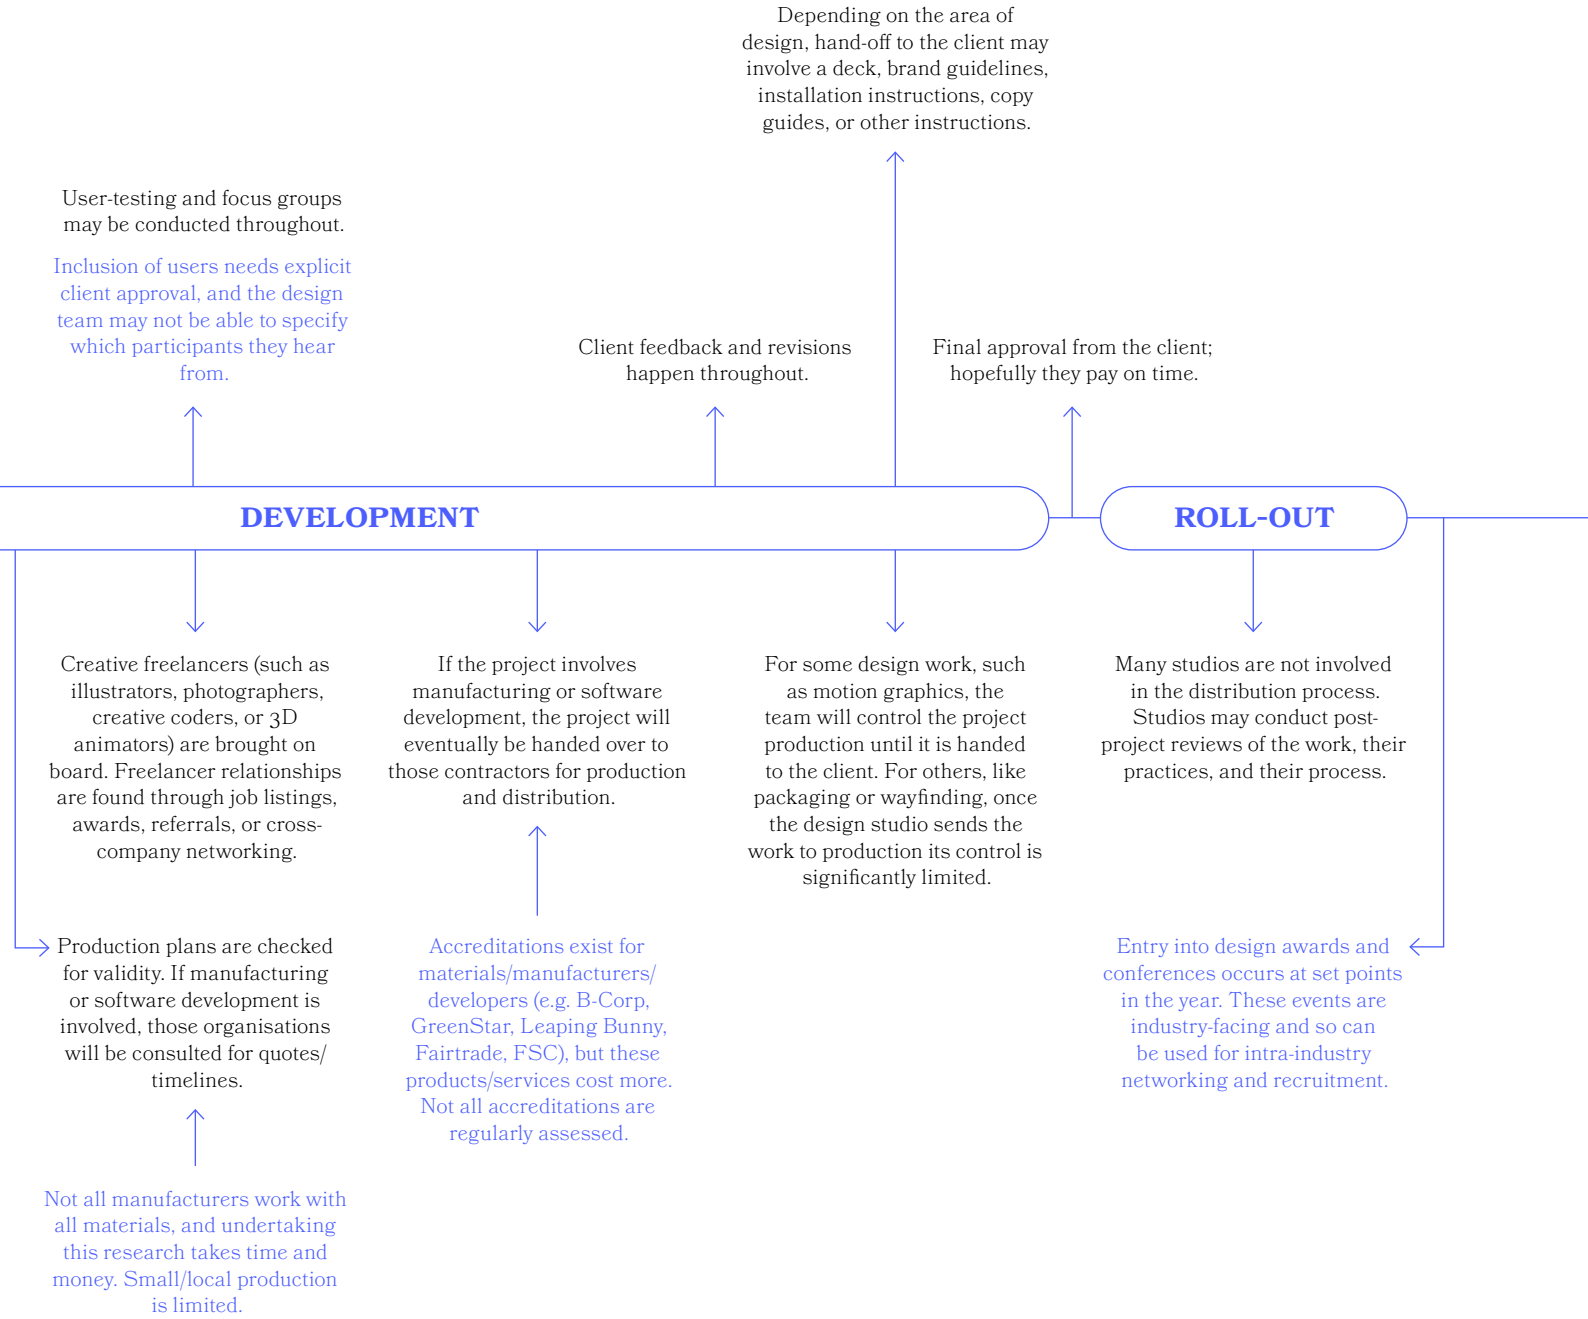 Depending on the area of
design, hand-off to the client may
involve a deck, brand guidelines,
installation instructions, copy
guides, or other instructions.
User-testing and focus groups
may be conducted throughout.
Inclusion of users needs explicit
client approval, and the design
team may not be able to specify
which participants they hear
from.
Client feedback and revisions
happen throughout.
Final approval from the client;
hopefully they pay on time.
DEVELOPMENT
ROLL-OUT
Creative freelancers (such as
illustrators, photographers,
creative coders, or 3D
animators) are brought on
board. Freelancer relationships
are found through job listings,
awards, referrals, or cross-
company networking.
If the project involves
manufacturing or software
development, the project will
eventually be handed over to
those contractors for production
and distribution.
For some design work, such
as motion graphics, the
team will control the project
production until it is handed
to the client. For others, like
packaging or wayfinding, once
the design studio sends the
work to production its control is
significantly limited.
Many studios are not involved
in the distribution process.
Studios may conduct post-
project reviews of the work, their
practices, and their process.
Production plans are checked
for validity. If manufacturing
or software development is
involved, those organisations
will be consulted for quotes/
timelines.
Accreditations exist for
materials/manufacturers/
developers (e.g. B-Corp,
GreenStar, Leaping Bunny,
Fairtrade, FSC), but these
products/services cost more.
Not all accreditations are
regularly assessed.
Entry into design awards and
conferences occurs at set points
in the year. These events are
industry-facing and so can
be used for intra-industry
networking and recruitment.
Not all manufacturers work with
all materials, and undertaking
this research takes time and
money. Small/local production
is limited.